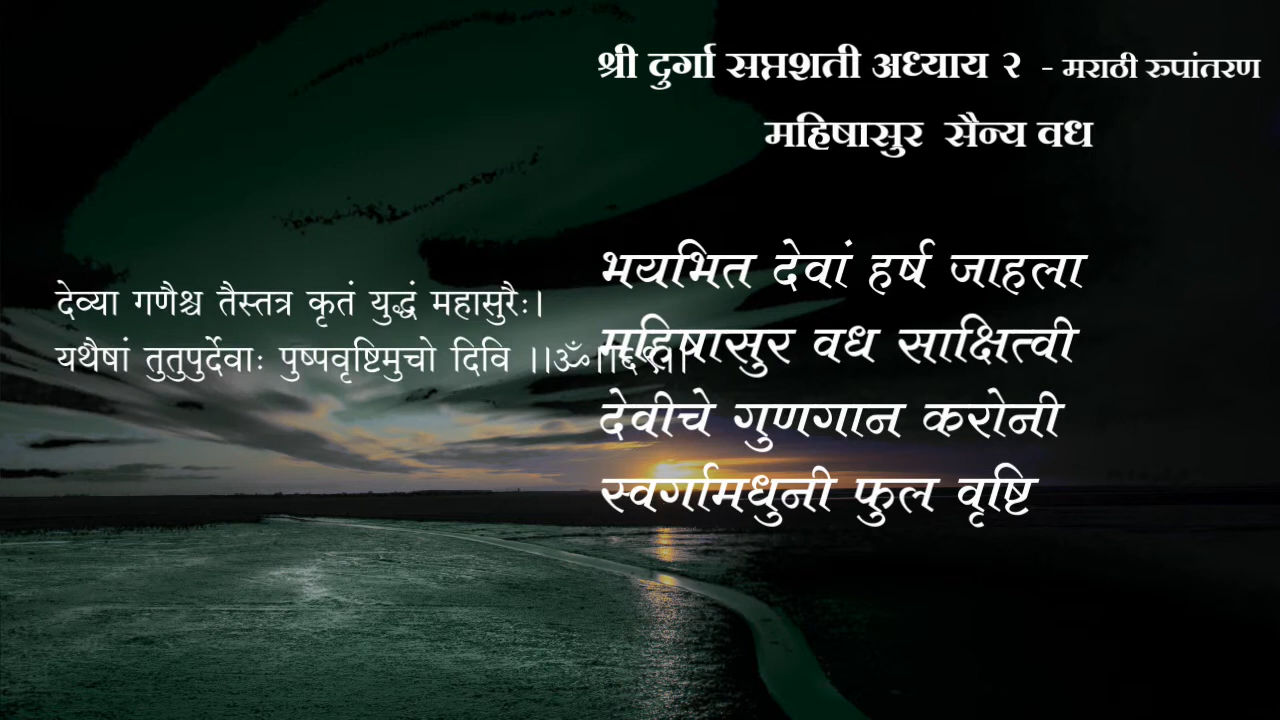 श्री दुर्गा सप्तशती अध्याय २ - मराठी रुपांतरण
महिषासुर सैन्य वध
देव्या गणैश्च तैस्तत्र कृतं युद्धं महासुरैः।
यथैषां तुतुपुर्देवाः पुष्पवृष्टिमुचो दिवि ।।ॐ।।६९।।
भयभित देवां हर्ष जाहला
महिषासुर वध साक्षित्वी
देवीचे गुणगान करोनी
स्वर्गामधुनी फुल वृष्टि